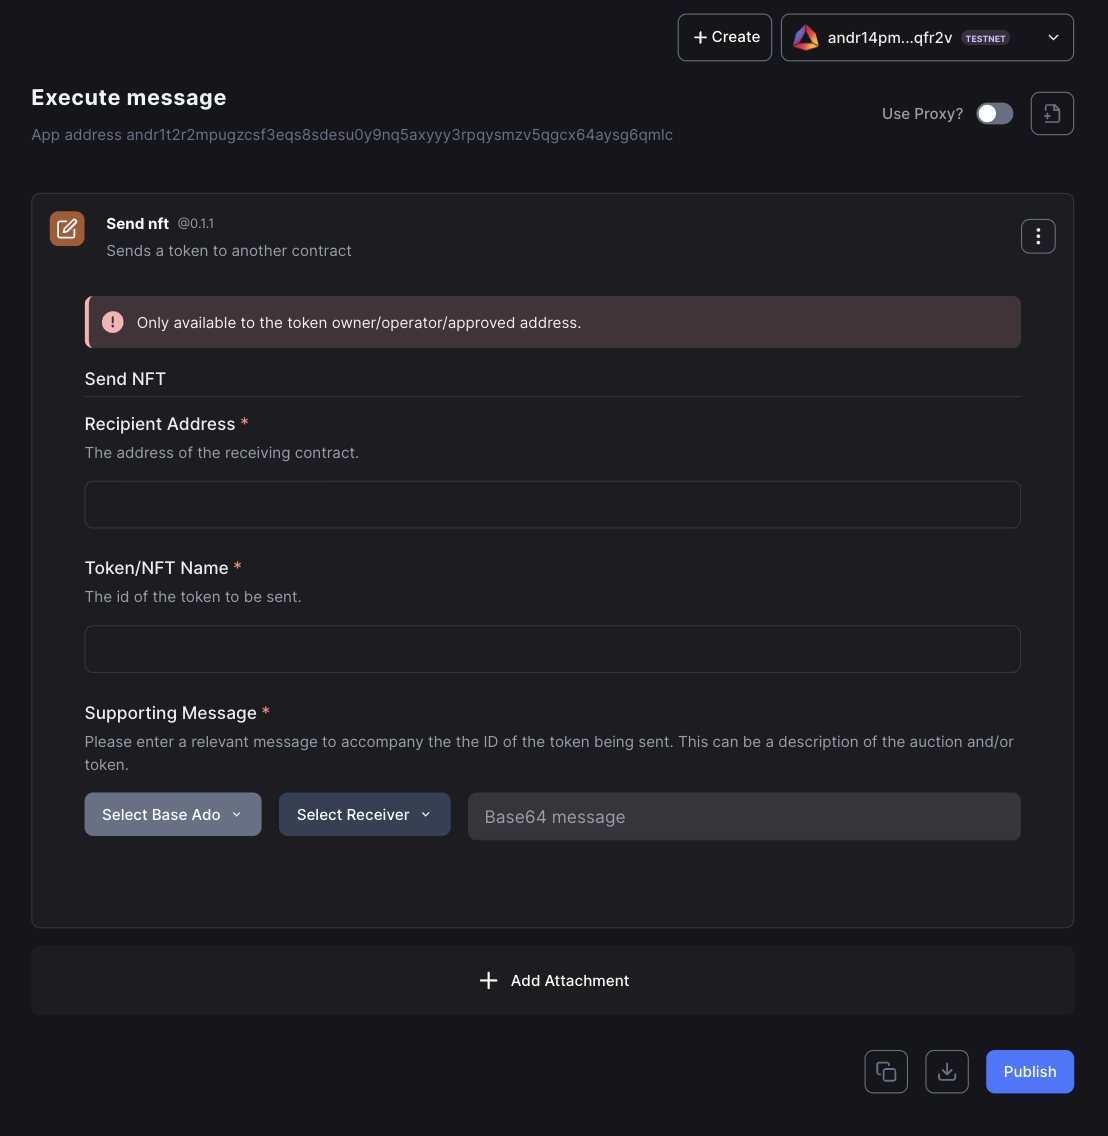 + Create
andr14pm...qfr2v TESTNET
Execute message
App address andr1t2r2mpugzcsf3eqs8sdesu0y9nq5axyyy3rpqysmzv5qgcx64aysg6qmlc
Use Proxy?
Send nft @0.1.1
Sends a token to another contract
Only available to the token owner/operator/approved address.
Send NFT
Recipient Address *
The address of the receiving contract.
Token/NFT Name *
The id of the token to be sent.
Supporting Message *
Please enter a relevant message to accompany the the ID of the token being sent. This can be a description of the auction and/or
token.
Select Base Ado
Select Receiver
Base64 message
+ Add Attachment
Publish